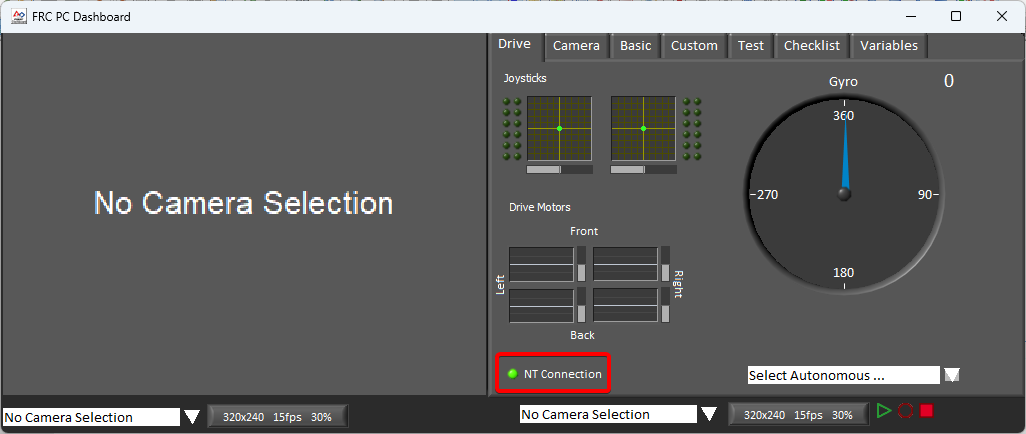 FRC PC Dashboard
No Camera Selection
Drive Camera Basic Custom Test Checklist Variables
Joysticks
Gyro
0
360
270
90
180
Drive Motors
Front
Left
Right
Back
NT Connection
Select Autonomous ...
No Camera Selection
320x240 15fps 30%
No Camera Selection
320x240 15fps 30%